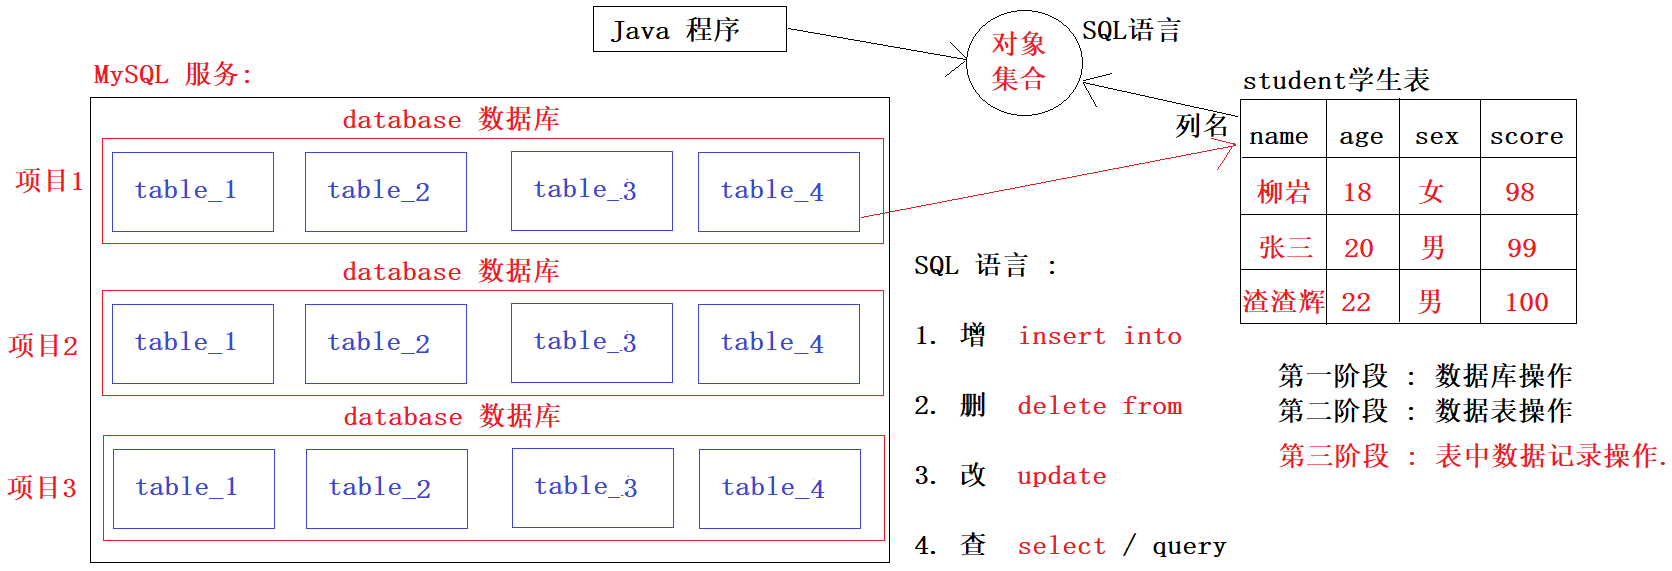 Java 程序
对象
集合
SQL语言
MySQL 服务:
database 数据库
项目1
table_1
table_2
table_3
table_4
database 数据库
项目2
table_1
table_2
table_3
table_4
database 数据库
项目3
table_1
table_2
table_3
table_4
student学生表
列名
name age sex score
柳岩 18 女 98
张三 20 男 99
渣渣辉 22 男 100
SQL 语言 :
1. 增 insert into
2. 删 delete from
3. 改 update
4. 查 select / query
第一阶段 : 数据库操作
第二阶段 : 数据表操作
第三阶段 : 表中数据记录操作.